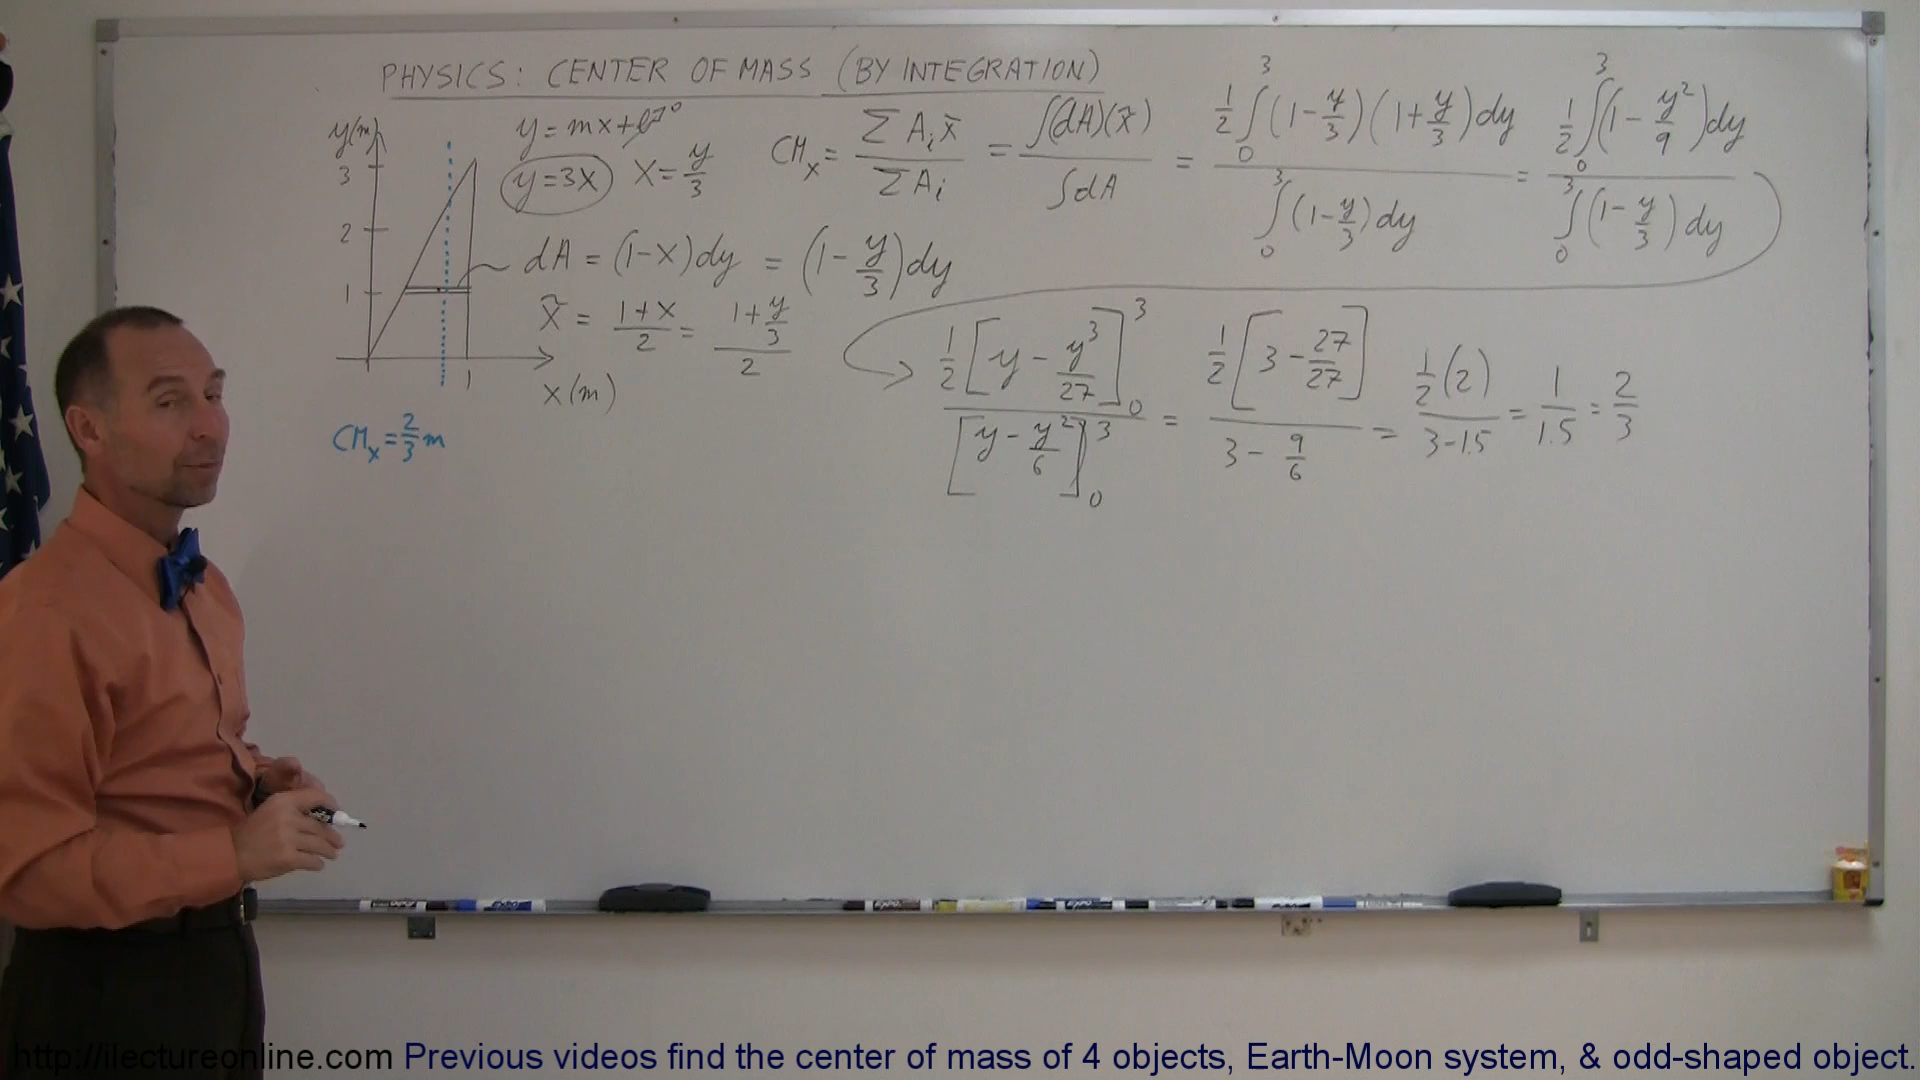 PHYSICS: CENTER OF MASS (BY INTEGRATION)
y(m)
3
2
1
1
x(m)
CM_x = 2/3 m
y = mx + b→0
y = 3x
x = y/3
dA = (1-x)dy = (1 - y/3)dy
x̃ = (1+x)/2 = (1 + y/3)/2
CM_x = ΣA_i x̃ / ΣA_i = ∫(dA)(x̃) / ∫dA = ½∫₀³(1 - y/3)(1 + y/3)dy / ∫₀³(1 - y/3)dy = ½∫₀³(1 - y²/9)dy / ∫₀³(1 - y/3)dy
→ ½[y - y³/27]₀³ / [y - y²/6]₀³ = ½[3 - 27/27] / (3 - 9/6) = ½(2) / (3-1.5) = 1/1.5 = 2/3
http://ilectureonline.com Previous videos find the center of mass of 4 objects, Earth-Moon system, & odd-shaped object.